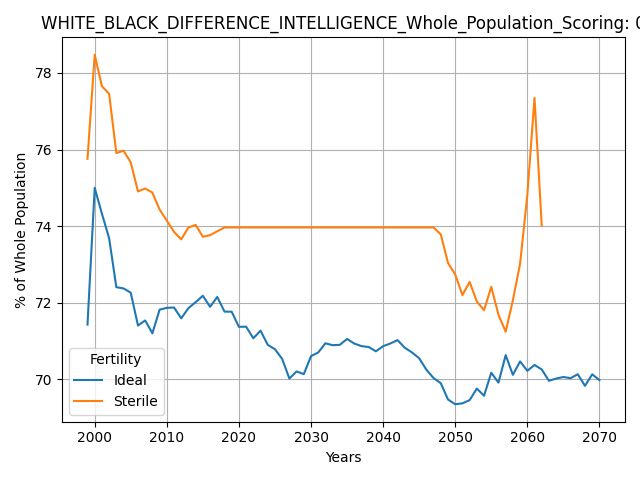 WHITE_BLACK_DIFFERENCE_INTELLIGENCE_Whole_Population_Scoring: 0
% of Whole Population
78
76
74
72
70
Fertility
Ideal
Sterile
2000 2010 2020 2030 2040 2050 2060 2070
Years